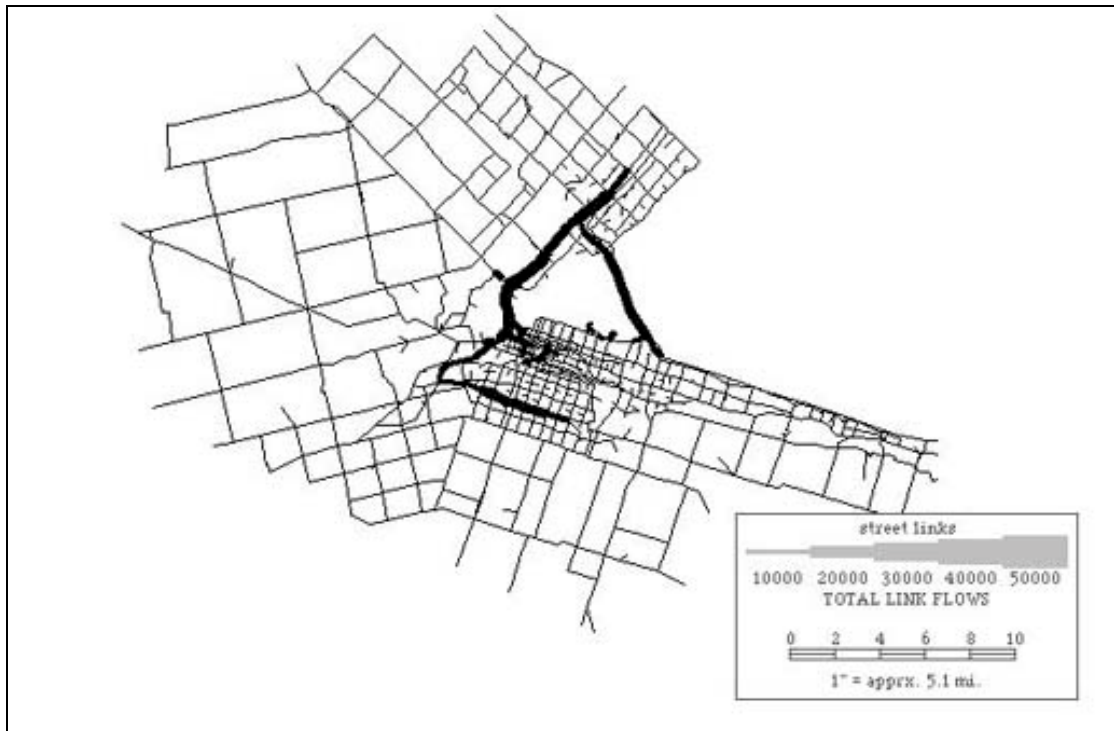 street links
10000 20000 30000 40000 50000
TOTAL LINK FLOWS
0 2 4 6 8 10
1" = apprx. 5.1 mi.